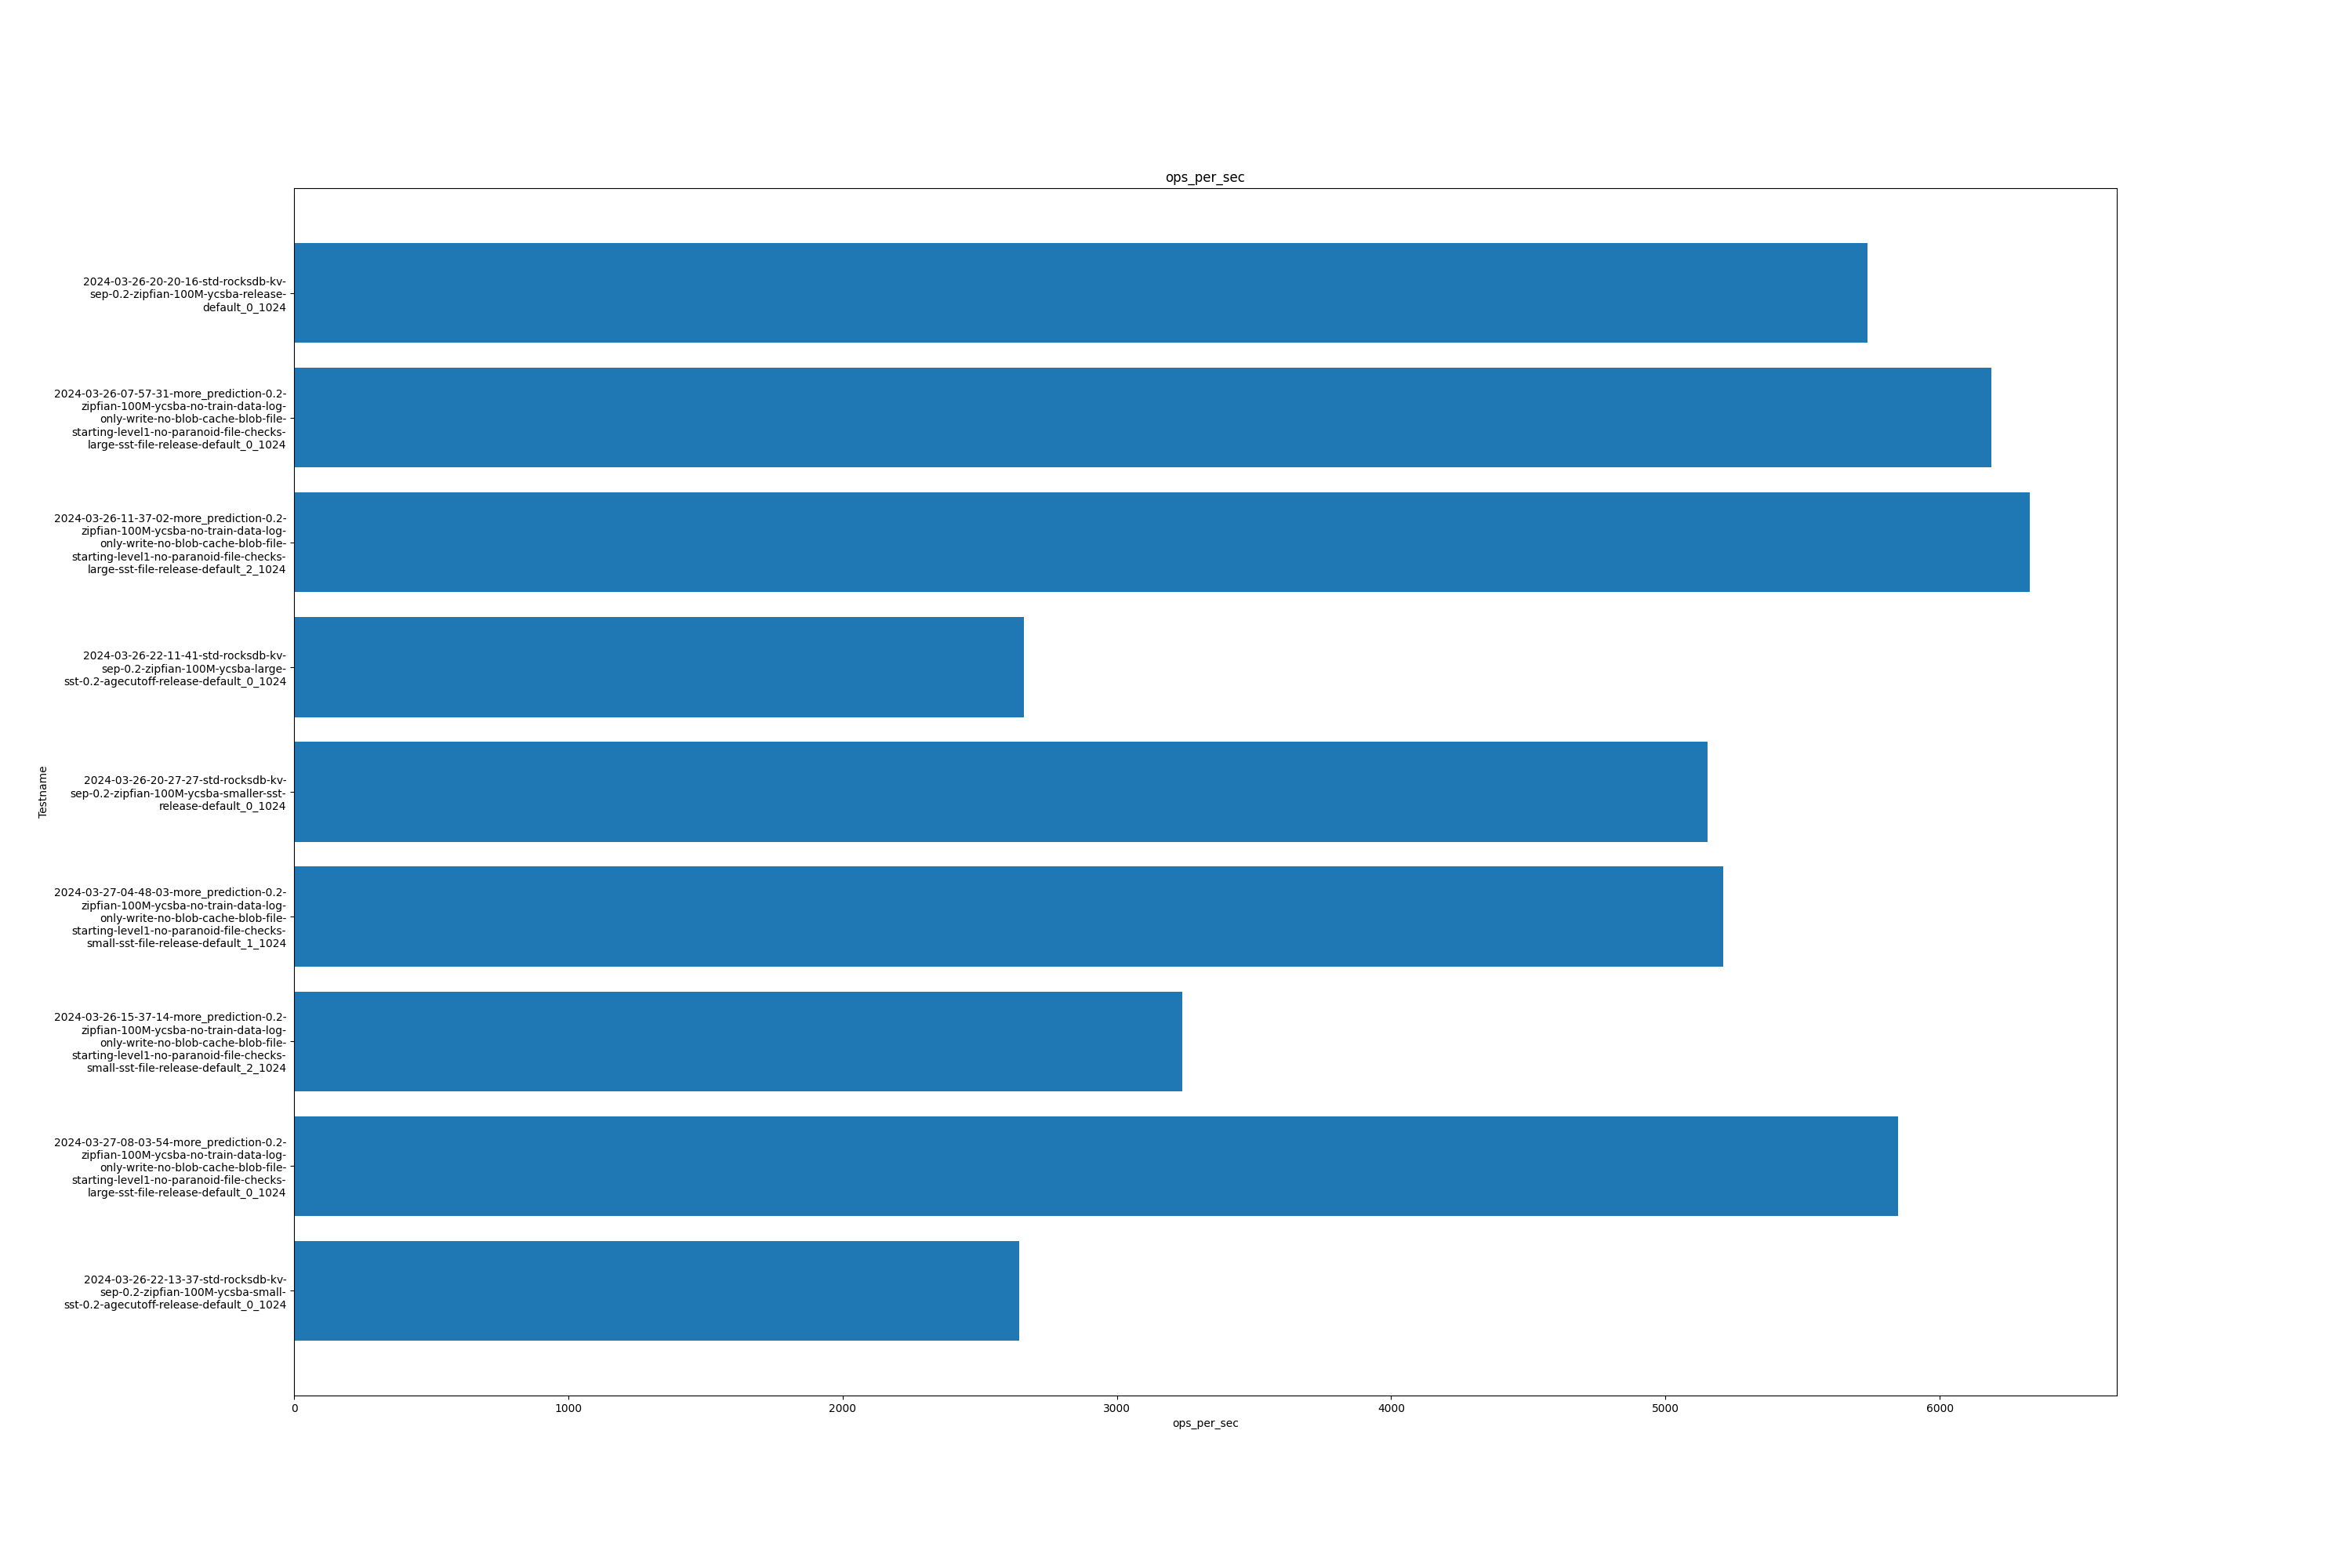 ops_per_sec
2024-03-26-20-20-16-std-rocksdb-kv-
sep-0.2-zipfian-100M-ycsba-release-
default_0_1024
2024-03-26-07-57-31-more_prediction-0.2-
zipfian-100M-ycsba-no-train-data-log-
only-write-no-blob-cache-blob-file-
starting-level1-no-paranoid-file-checks-
large-sst-file-release-default_0_1024
2024-03-26-11-37-02-more_prediction-0.2-
zipfian-100M-ycsba-no-train-data-log-
only-write-no-blob-cache-blob-file-
starting-level1-no-paranoid-file-checks-
large-sst-file-release-default_2_1024
2024-03-26-22-11-41-std-rocksdb-kv-
sep-0.2-zipfian-100M-ycsba-large-
sst-0.2-agecutoff-release-default_0_1024
2024-03-26-20-27-27-std-rocksdb-kv-
sep-0.2-zipfian-100M-ycsba-smaller-sst-
release-default_0_1024
2024-03-27-04-48-03-more_prediction-0.2-
zipfian-100M-ycsba-no-train-data-log-
only-write-no-blob-cache-blob-file-
starting-level1-no-paranoid-file-checks-
small-sst-file-release-default_1_1024
2024-03-26-15-37-14-more_prediction-0.2-
zipfian-100M-ycsba-no-train-data-log-
only-write-no-blob-cache-blob-file-
starting-level1-no-paranoid-file-checks-
small-sst-file-release-default_2_1024
2024-03-27-08-03-54-more_prediction-0.2-
zipfian-100M-ycsba-no-train-data-log-
only-write-no-blob-cache-blob-file-
starting-level1-no-paranoid-file-checks-
large-sst-file-release-default_0_1024
2024-03-26-22-13-37-std-rocksdb-kv-
sep-0.2-zipfian-100M-ycsba-small-
sst-0.2-agecutoff-release-default_0_1024
Testname
0 1000 2000 3000 4000 5000 6000
ops_per_sec